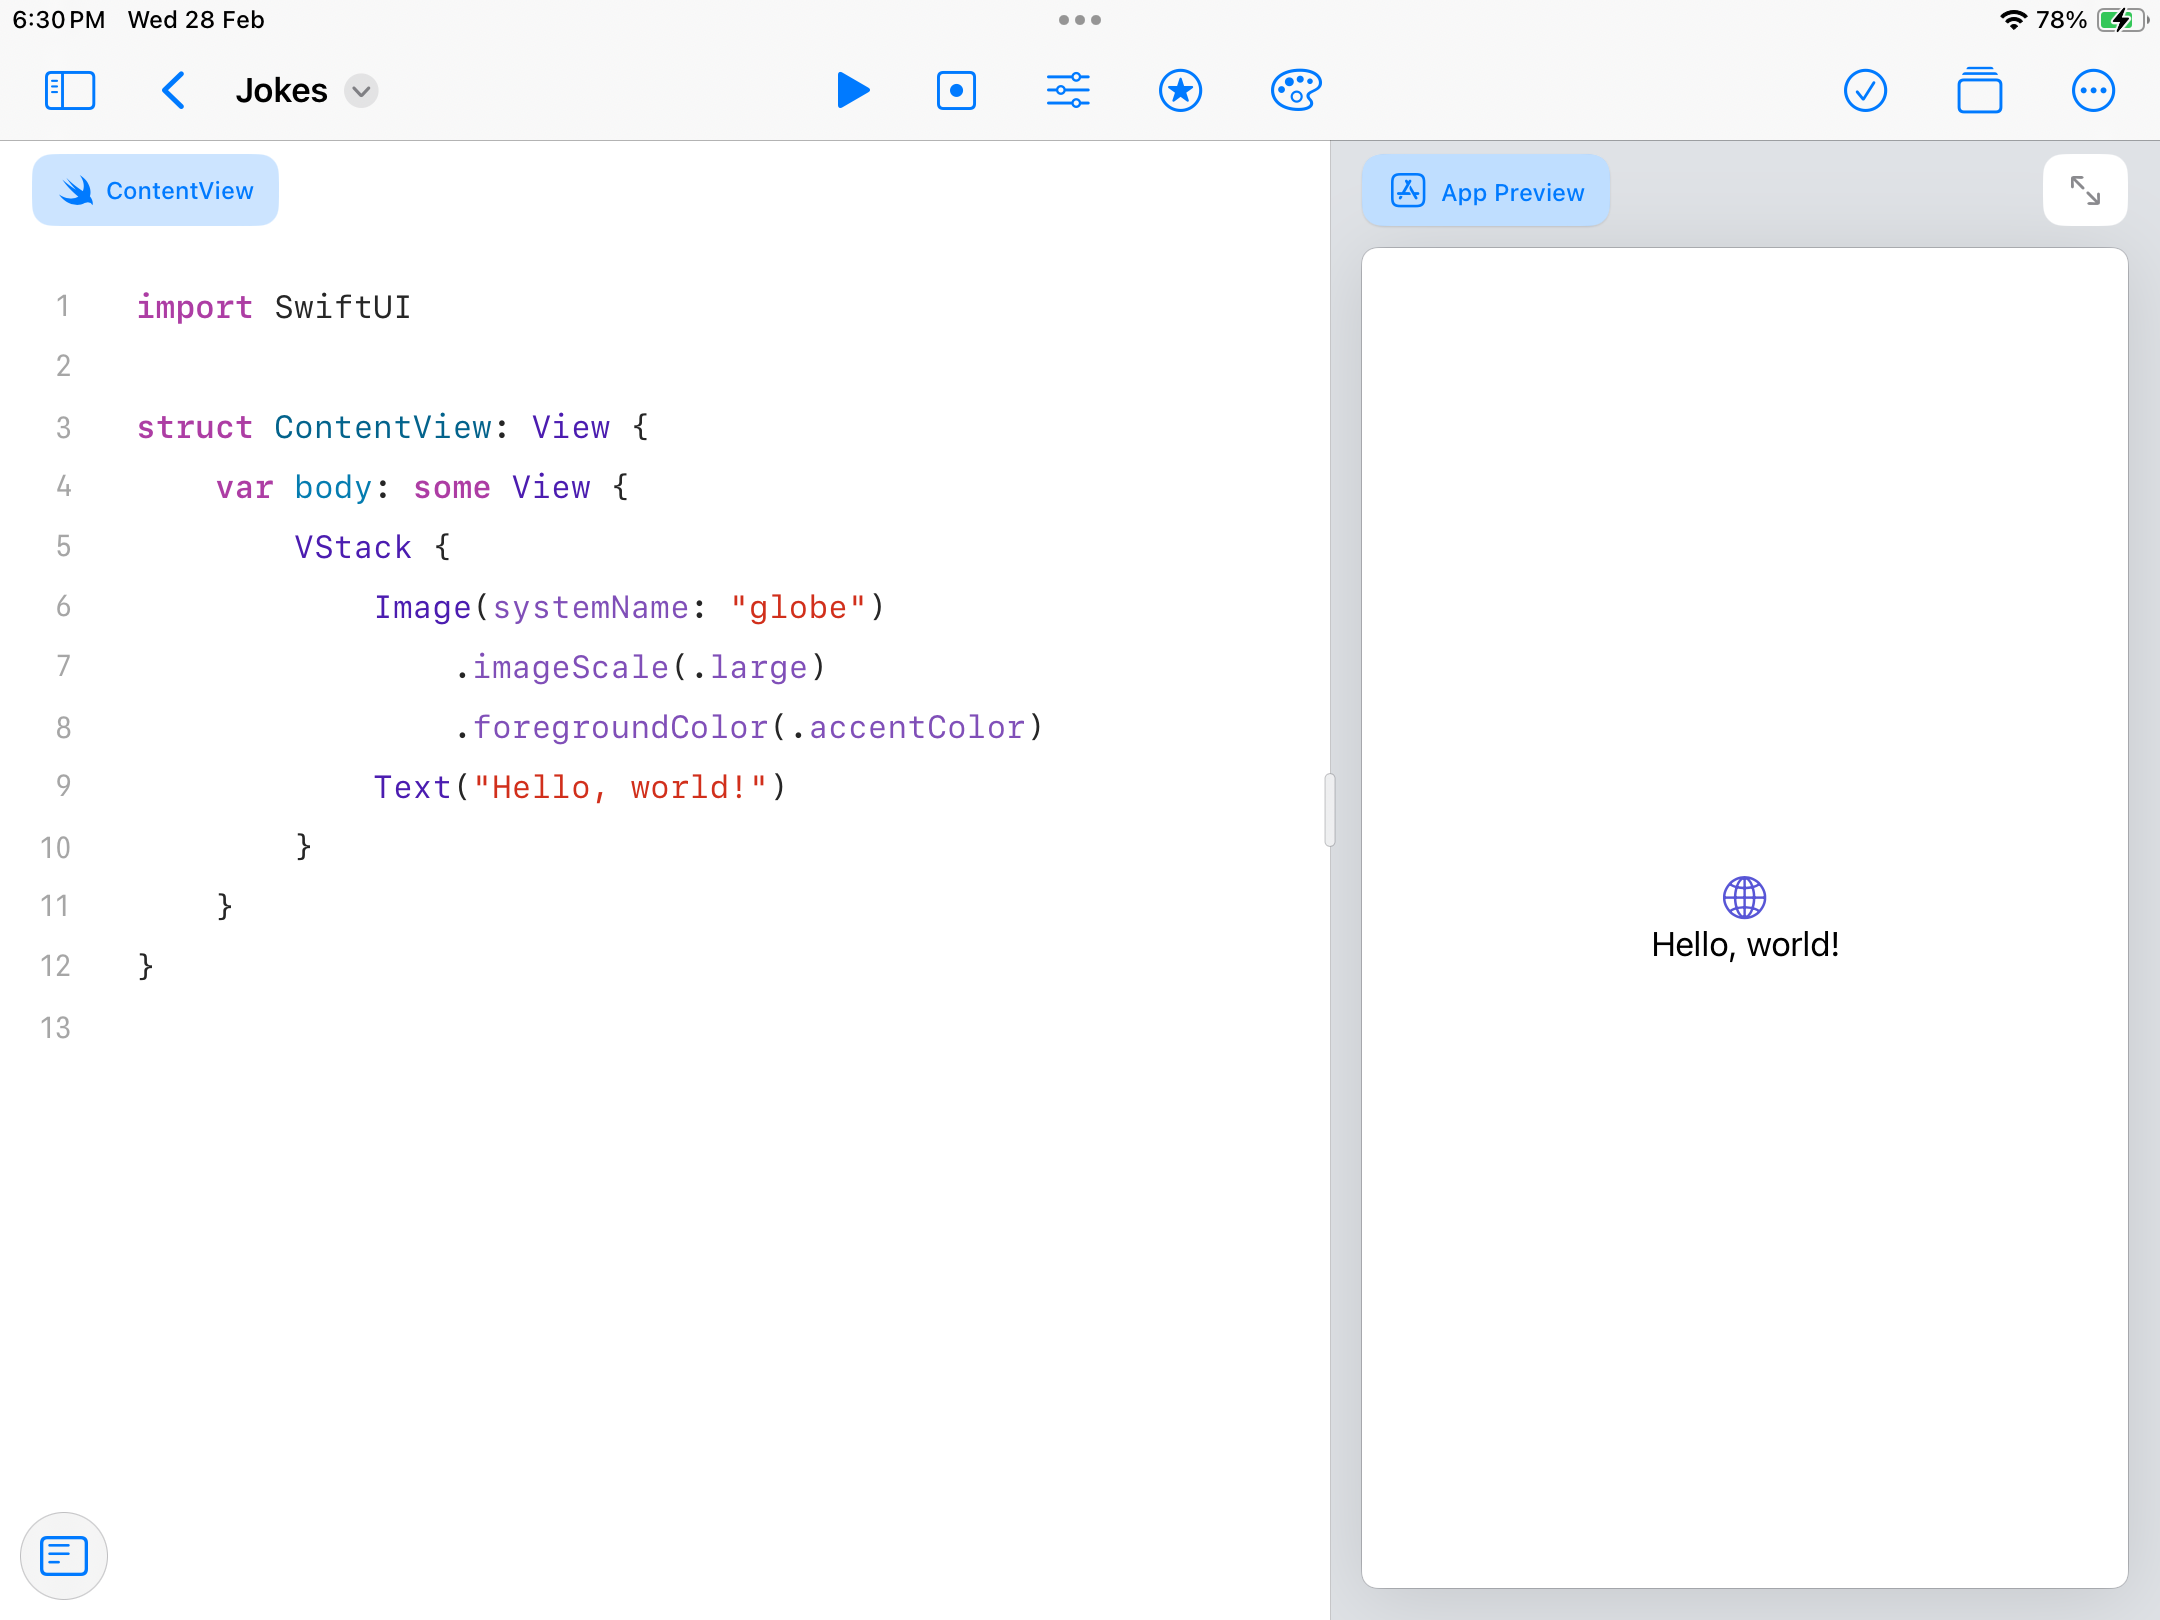 6:30 PM Wed 28 Feb
78%
Jokes
ContentView
App Preview
1 import SwiftUI
2
3 struct ContentView: View {
4     var body: some View {
5         VStack {
6             Image(systemName: "globe")
7                 .imageScale(.large)
8                 .foregroundColor(.accentColor)
9             Text("Hello, world!")
10         }
11     }
12 }
13
Hello, world!